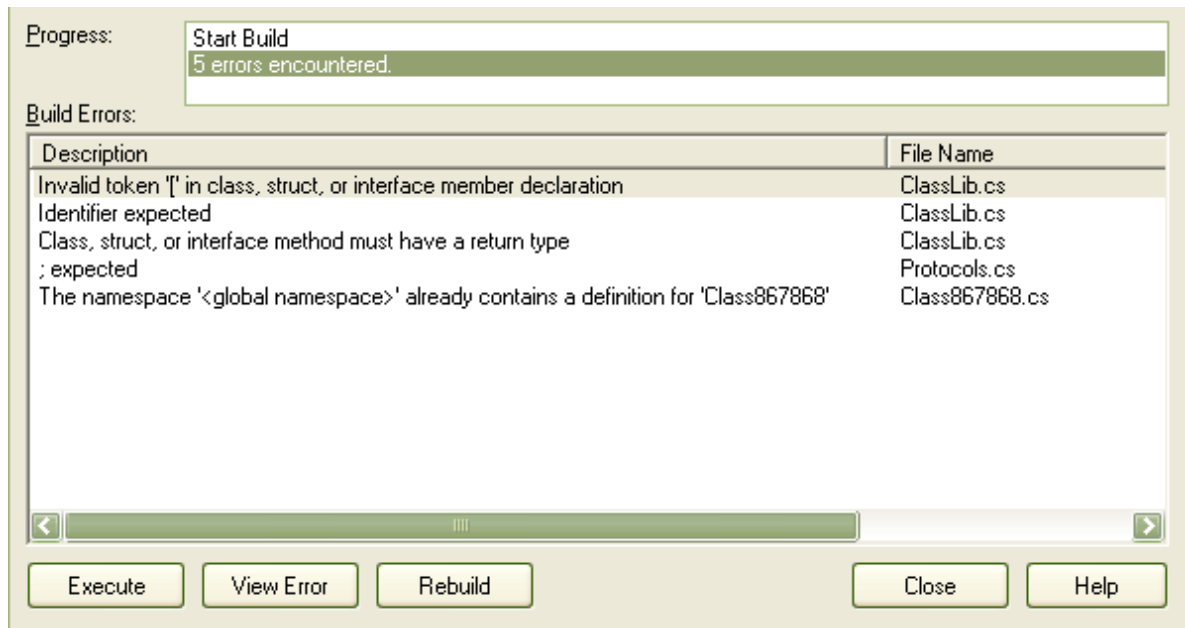 Progress:
Start Build
5 errors encountered.
Build Errors:
Description File Name
Invalid token '[' in class, struct, or interface member declaration ClassLib.cs
Identifier expected ClassLib.cs
Class, struct, or interface method must have a return type ClassLib.cs
; expected Protocols.cs
The namespace '<global namespace>' already contains a definition for 'Class867868' Class867868.cs
Execute View Error Rebuild Close Help